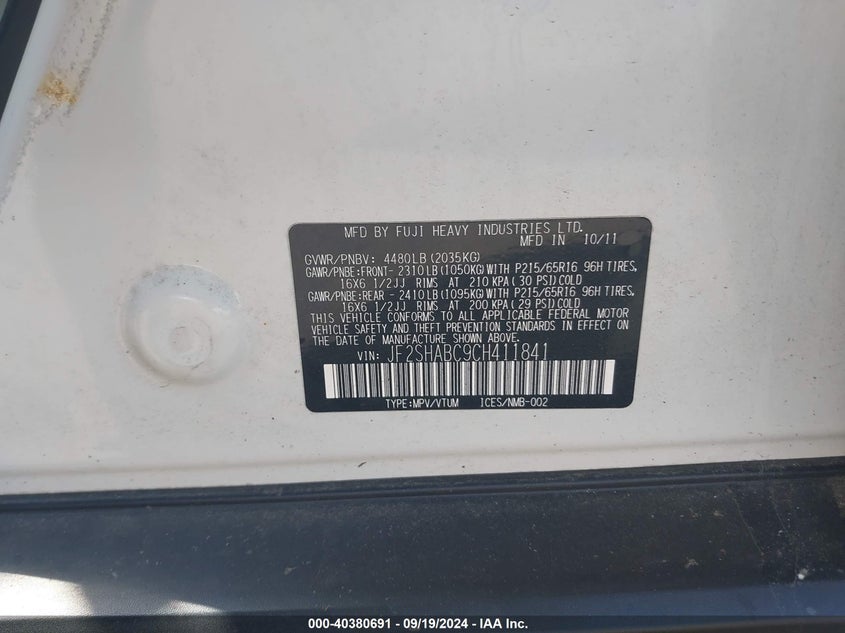 MFD BY FUJI HEAVY INDUSTRIES LTD.
MFD IN 10/11
GVWR/PNBV: 4480LB (2035KG)
GAWR/PNBE:FRONT- 2310LB (1050KG) WITH P215/65R16 96H TIRES,
16X6 1/2JJ RIMS AT 210 KPA ( 30 PSI) COLD
GAWR/PNBE:REAR - 2410LB (1095KG) WITH P215/65R16 96H TIRES,
16X6 1/2JJ RIMS AT 200 KPA ( 29 PSI) COLD
THIS VEHICLE CONFORMS TO ALL APPLICABLE FEDERAL MOTOR
VEHICLE SAFETY AND THEFT PREVENTION STANDARDS IN EFFECT ON
THE DATE OF MANUFACTURE SHOWN ABOVE.
VIN: JF2SHABC9CH411841
TYPE:MPV/VTUM ICES/NMB-002
000-40380691 - 09/19/2024 - IAA Inc.